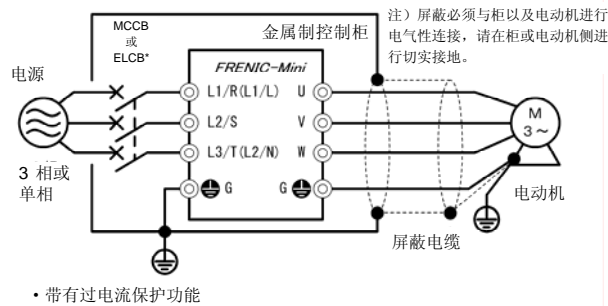 MCCB
或
ELCB*
金属制控制柜
注）屏蔽必须与柜以及电动机进行
电气性连接，请在柜或电动机侧进
行切实接地。
电源
FRENIC-Mini
L1/R(L1/L) U
L2/S V
L3/T(L2/N) W
G G
M
3～
3 相或
单相
电动机
屏蔽电缆
• 带有过电流保护功能